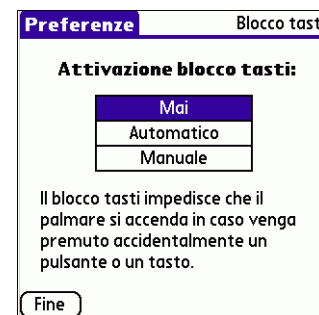 Preferenze Blocco tasti
Attivazione blocco tasti:
Mai
Automatico
Manuale
Il blocco tasti impedisce che il
palmare si accenda in caso venga
premuto accidentalmente un
pulsante o un tasto.
Fine